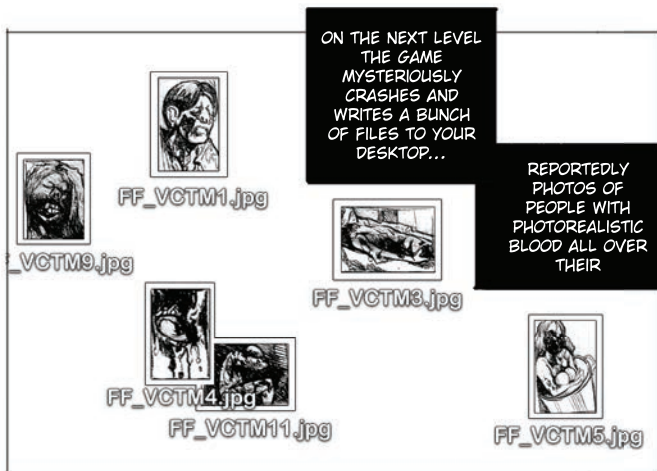 ON THE NEXT LEVEL
THE GAME
MYSTERIOUSLY
CRASHES AND
WRITES A BUNCH
OF FILES TO YOUR
DESKTOP...
REPORTEDLY
PHOTOS OF
PEOPLE WITH
PHOTOREALISTIC
BLOOD ALL OVER
THEIR
FF_VCTM1.jpg
_VCTM9.jpg
FF_VCTM3.jpg
FF_VCTM4.jpg
FF_VCTM11.jpg
FF_VCTM5.jpg